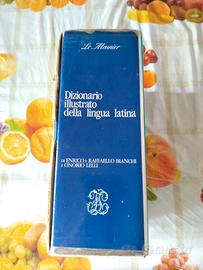 Le Monnier
Dizionario
illustrato
della lingua latina
DI ENRICO E RAFFAELLO BIANCHI
E ONORIO LELLI